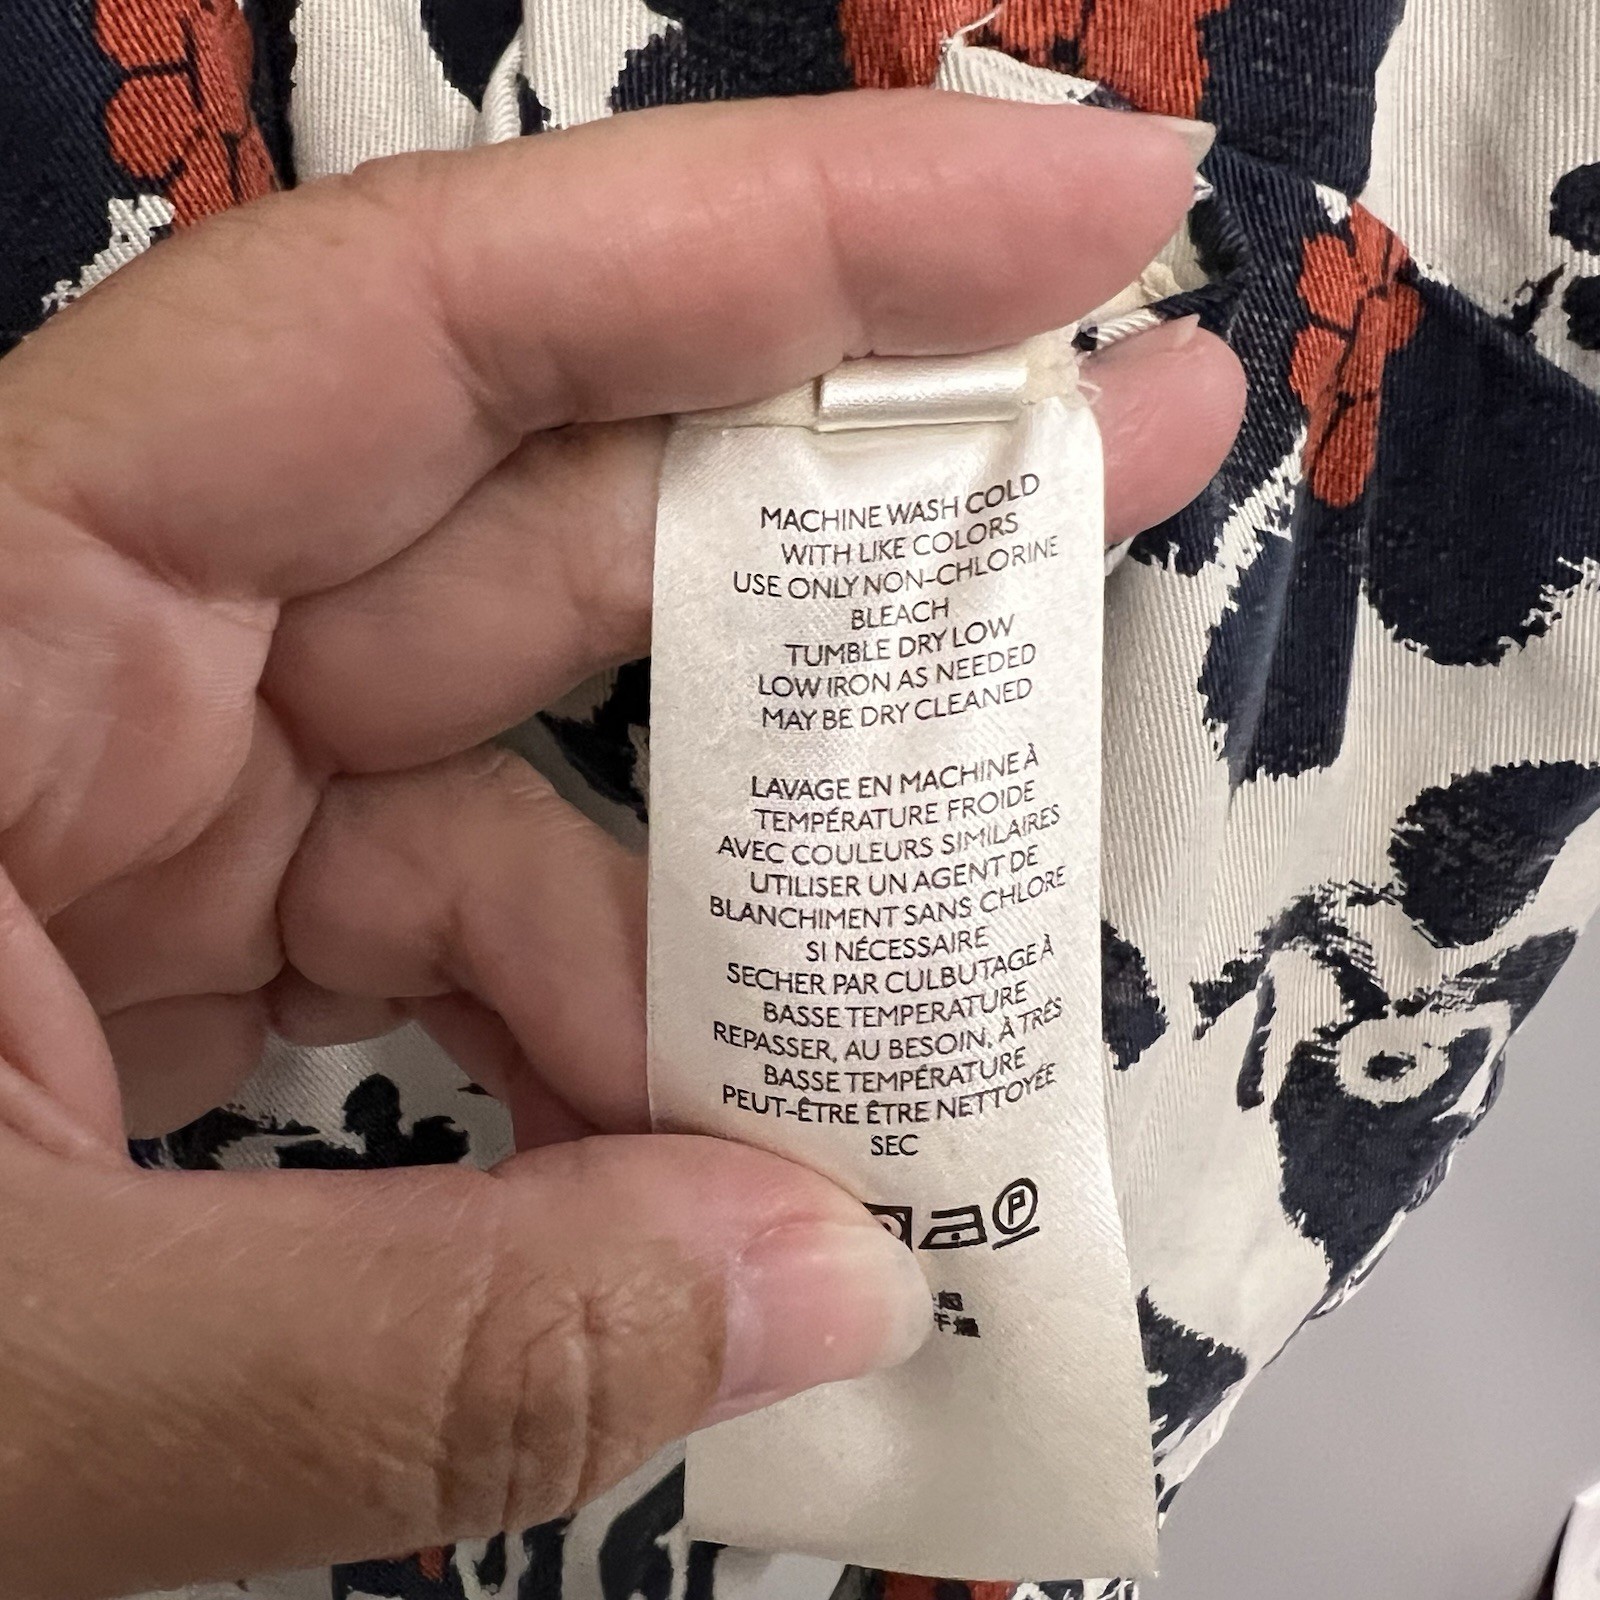 MACHINE WASH COLD
WITH LIKE COLORS
USE ONLY NON-CHLORINE
BLEACH
TUMBLE DRY LOW
LOW IRON AS NEEDED
MAY BE DRY CLEANED
LAVAGE EN MACHINE À
TEMPÉRATURE FROIDE
AVEC COULEURS SIMILAIRES
UTILISER UN AGENT DE
BLANCHIMENT SANS CHLORE
SI NÉCESSAIRE
SECHER PAR CULBUTAGE À
BASSE TEMPERATURE
REPASSER, AU BESOIN, À TRÉS
BASSE TEMPÉRATURE
PEUT-ÊTRE ÊTRE NETTOYÉE
SEC
P